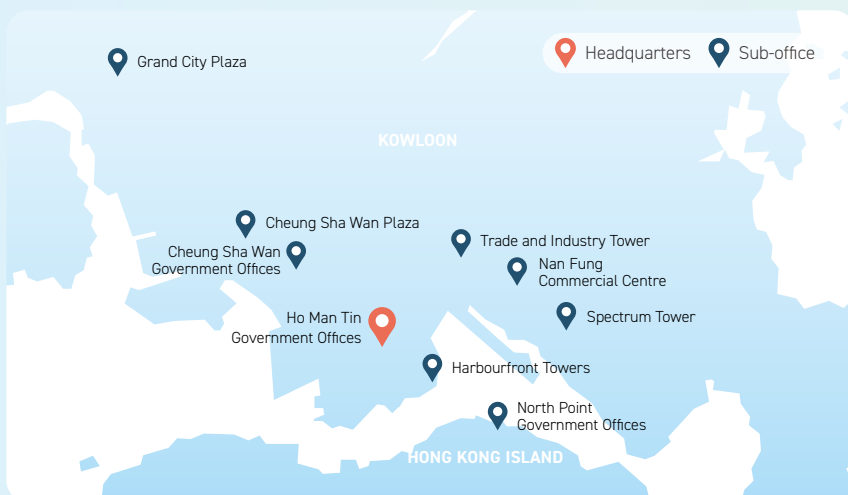 Headquarters
Sub-office
Grand City Plaza
KOWLOON
Cheung Sha Wan Plaza
Cheung Sha Wan
Government Offices
Trade and Industry Tower
Nan Fung
Commercial Centre
Ho Man Tin
Government Offices
Spectrum Tower
Harbourfront Towers
North Point
Government Offices
HONG KONG ISLAND